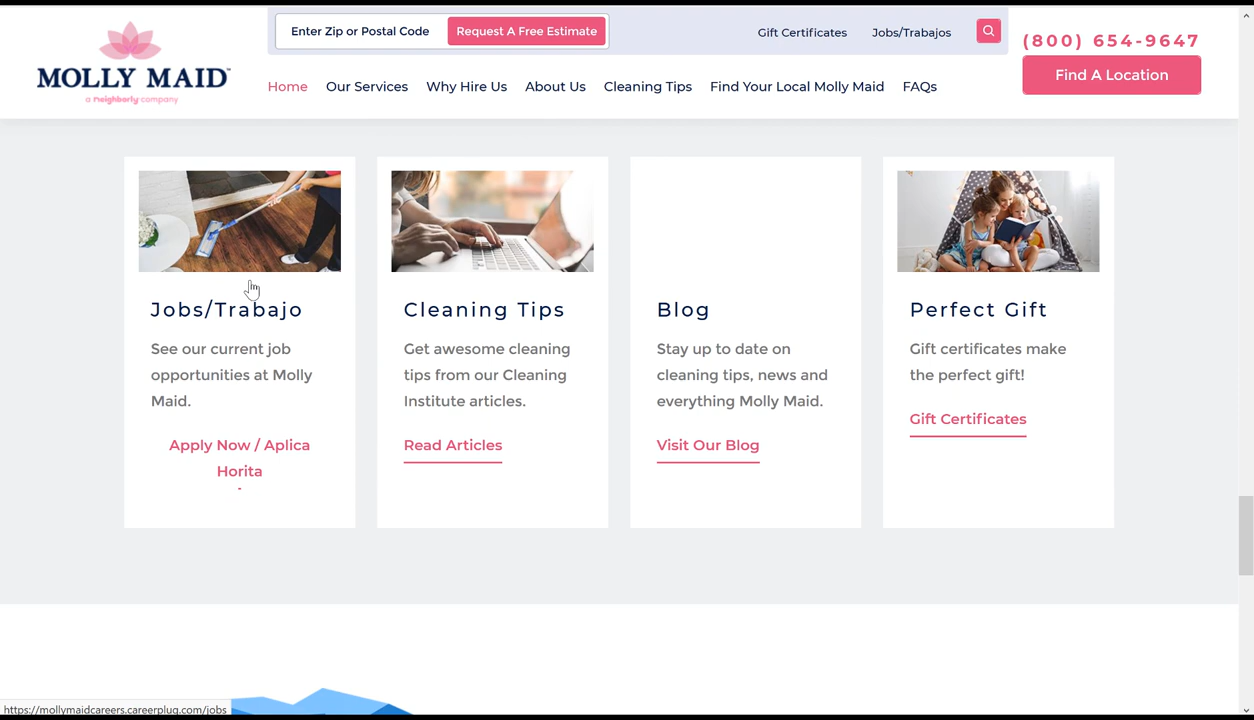 Enter Zip or Postal Code
Request A Free Estimate
Gift Certificates
Jobs/Trabajos
(800) 654-9647
MOLLY MAID
a neighborly company
Home
Our Services
Why Hire Us
About Us
Cleaning Tips
Find Your Local Molly Maid
FAQs
Find A Location
Jobs/Trabajo
See our current job
opportunities at Molly
Maid.
Apply Now / Aplica
Horita
Cleaning Tips
Get awesome cleaning
tips from our Cleaning
Institute articles.
Read Articles
Blog
Stay up to date on
cleaning tips, news and
everything Molly Maid.
Visit Our Blog
Perfect Gift
Gift certificates make
the perfect gift!
Gift Certificates
https://mollymaidcareers.careerplug.com/jobs